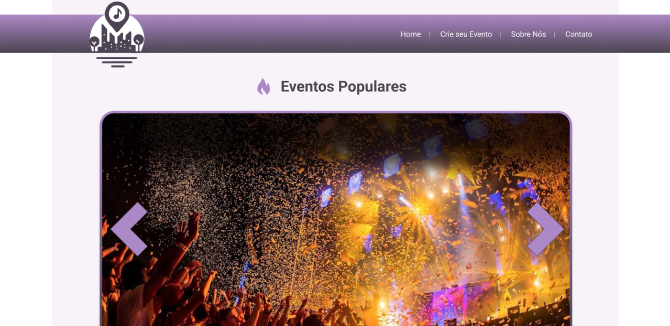 Home | Crie seu Evento | Sobre Nós | Contato
Eventos Populares